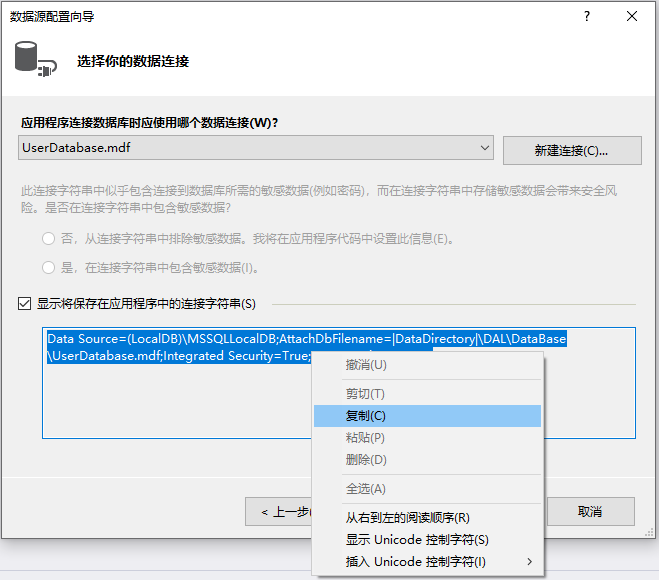 数据源配置向导
?
选择你的数据连接
应用程序连接数据库时应使用哪个数据连接(W)?
UserDatabase.mdf
新建连接(C)...
此连接字符串中似乎包含连接到数据库所需的敏感数据(例如密码)，而在连接字符串中存储敏感数据会带来安全风
险。是否在连接字符串中包含敏感数据?
否，从连接字符串中排除敏感数据。我将在应用程序代码中设置此信息(E)。
是，在连接字符串中包含敏感数据(I)。
显示将保存在应用程序中的连接字符串(S)
Data Source=(LocalDB)\MSSQLLocalDB;AttachDbFilename=|DataDirectory|\DAL\DataBase
\UserDatabase.mdf;Integrated Security=True;
撤消(U)
剪切(T)
复制(C)
粘贴(P)
删除(D)
全选(A)
从右到左的阅读顺序(R)
显示 Unicode 控制字符(S)
插入 Unicode 控制字符(I)
< 上一步(
取消